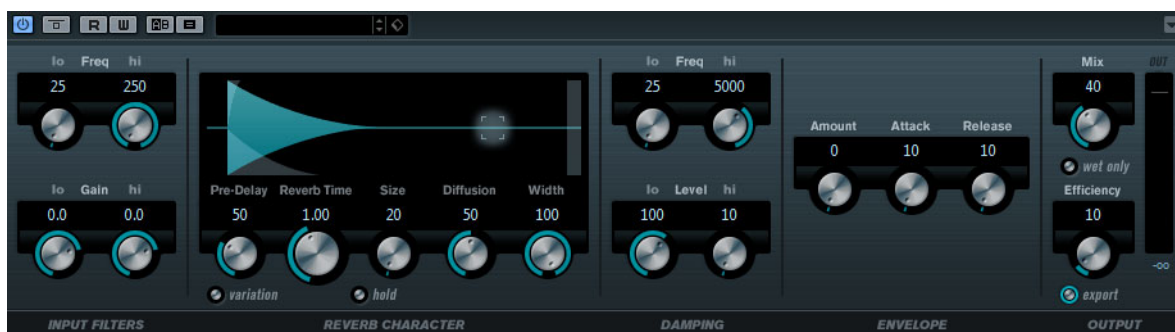 R W AB
lo Freq hi
25 250
lo Gain hi
0.0 0.0
INPUT FILTERS
Pre-Delay Reverb Time Size Diffusion Width
50 1.00 20 50 100
variation hold
REVERB CHARACTER
lo Freq hi
25 5000
lo Level hi
100 10
DAMPING
Amount Attack Release
0 10 10
ENVELOPE
Mix
40
wet only
Efficiency
10
export
OUT
-∞
OUTPUT